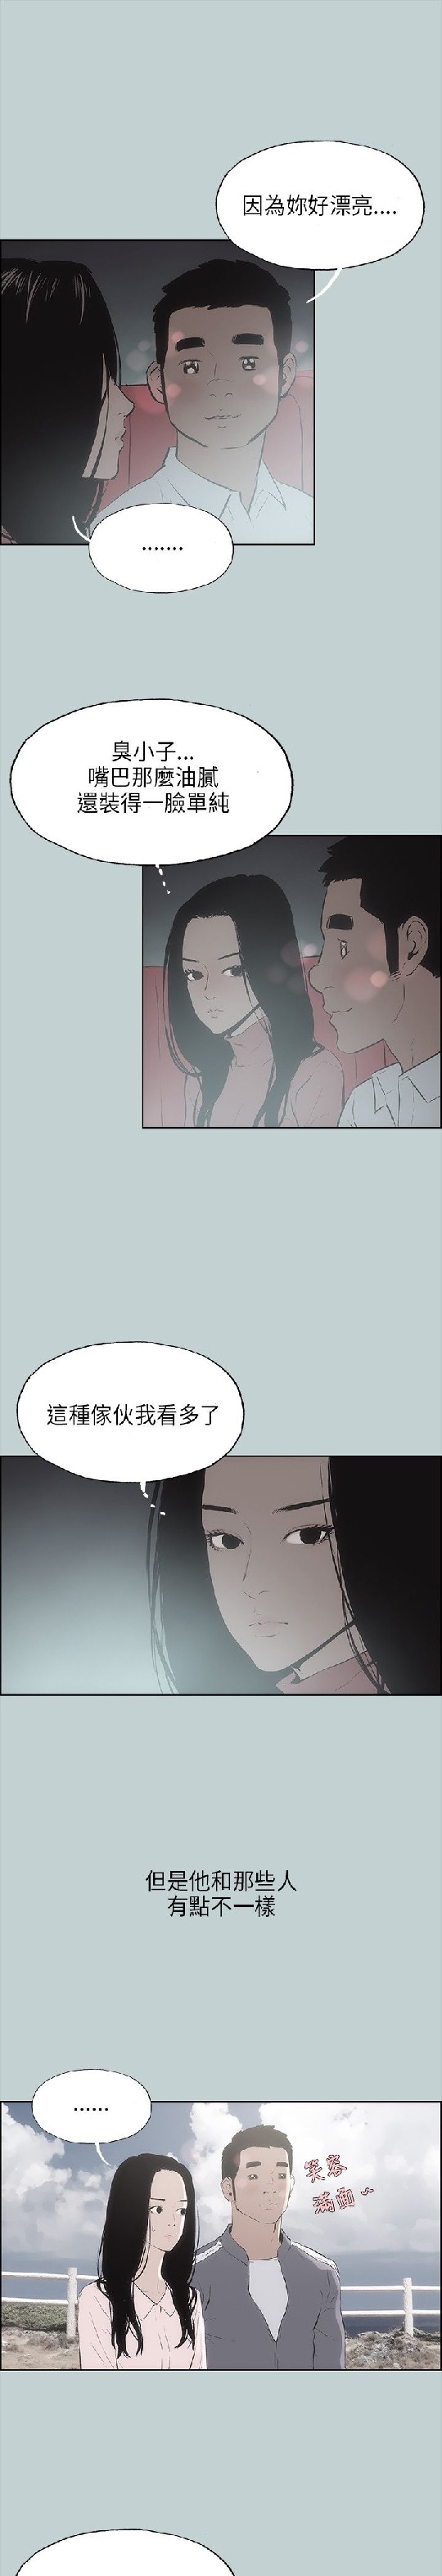 因為妳好漂亮....
.......
臭小子...
嘴巴那麼油膩
還裝得一臉單純
這種傢伙我看多了
但是他和那些人
有點不一樣
......
笑容
滿面~